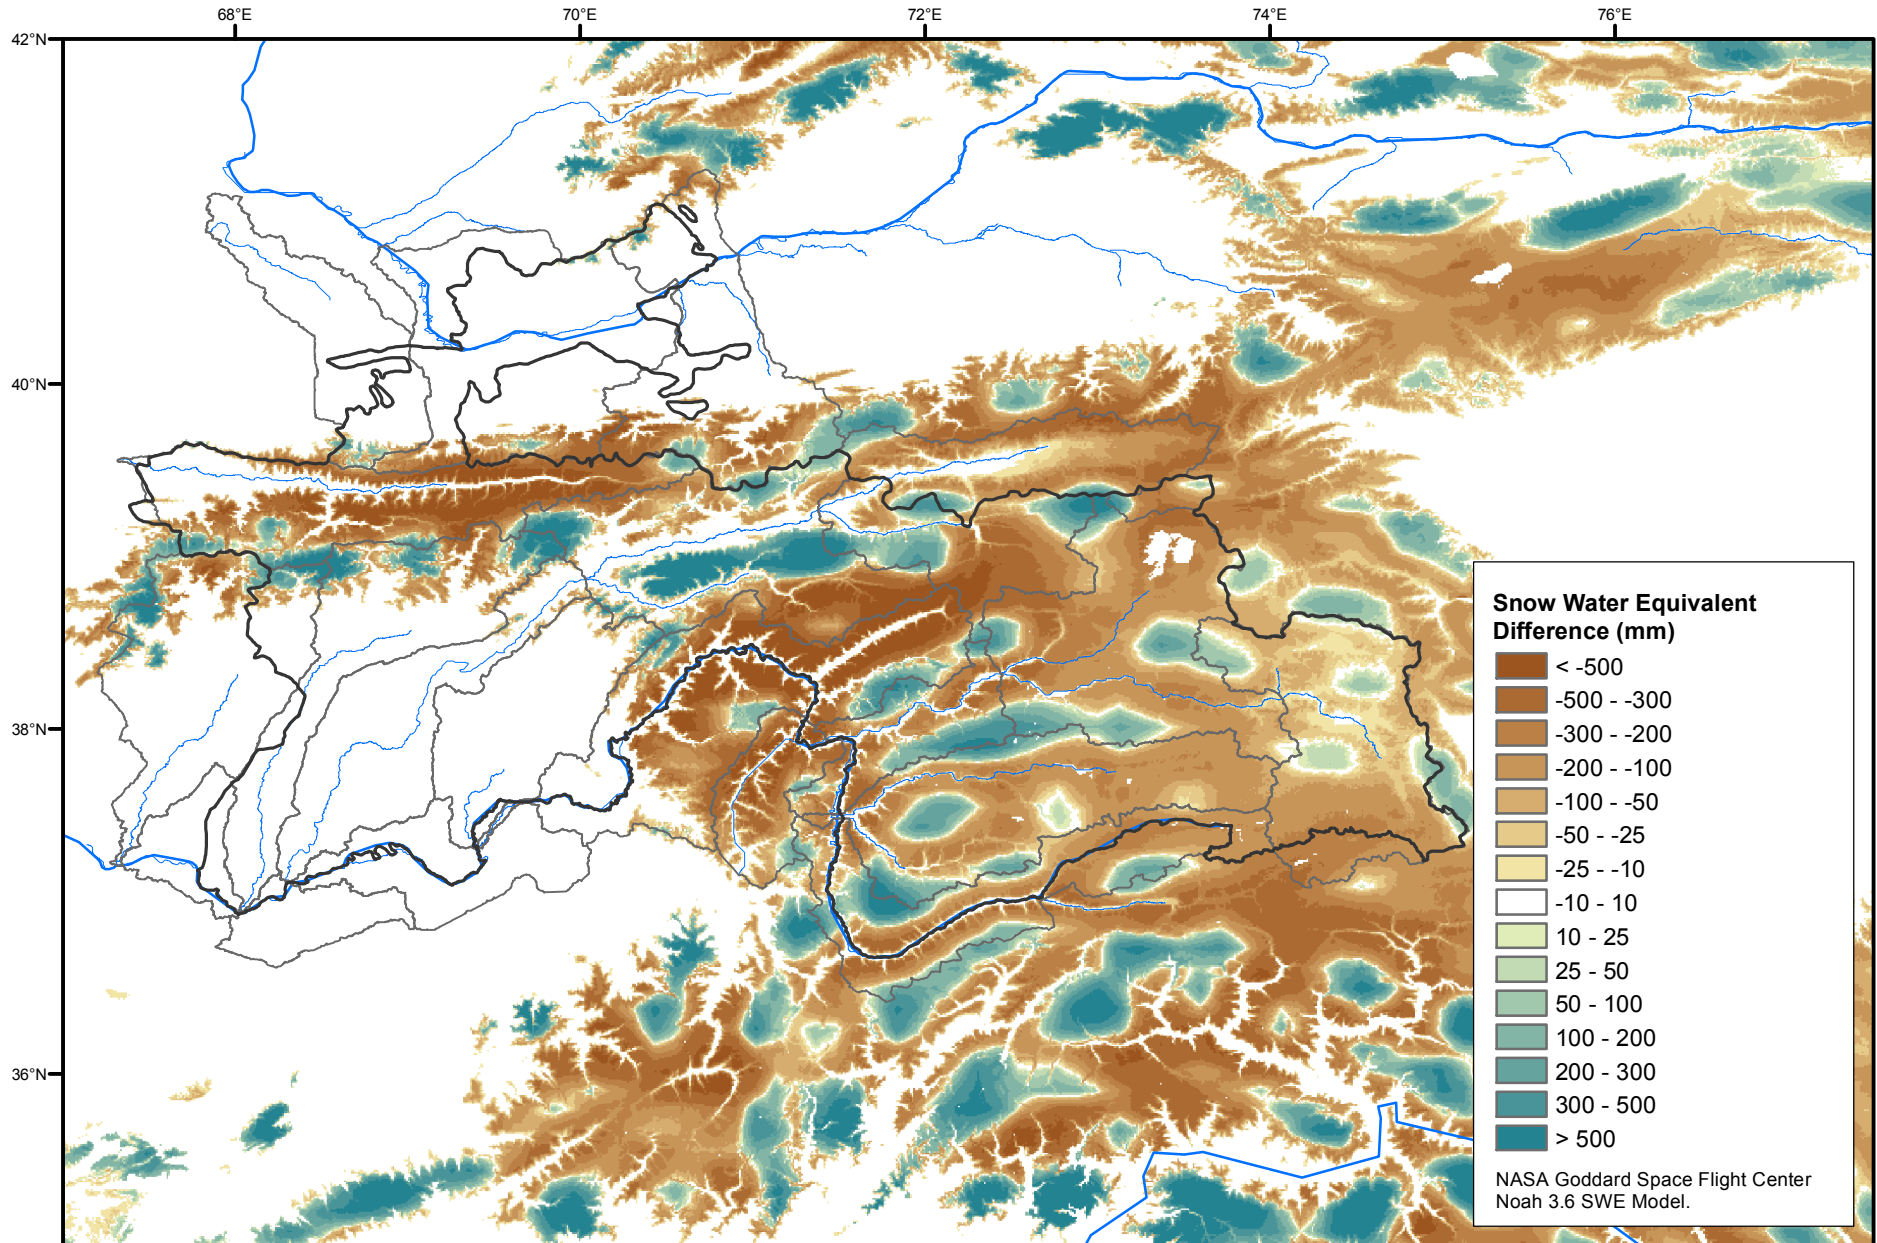 68°E
70°E
72°E
74°E
76°E
42°N
40°N
38°N
36°N
Snow Water Equivalent
Difference (mm)
< -500
-500 - -300
-300 - -200
-200 - -100
-100 - -50
-50 - -25
-25 - -10
-10 - 10
10 - 25
25 - 50
50 - 100
100 - 200
200 - 300
300 - 500
> 500
NASA Goddard Space Flight Center
Noah 3.6 SWE Model.